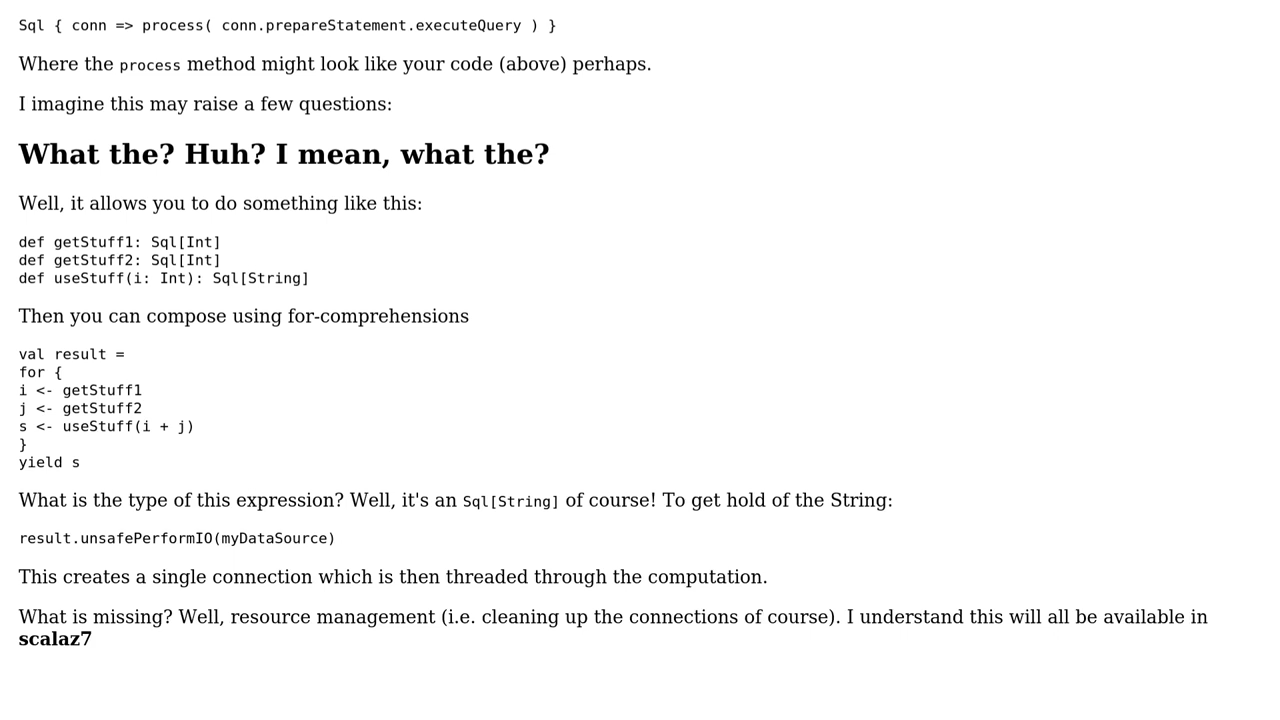 Sql { conn => process( conn.prepareStatement.executeQuery ) }
Where the process method might look like your code (above) perhaps.
I imagine this may raise a few questions:
What the? Huh? I mean, what the?
Well, it allows you to do something like this:
def getStuff1: Sql[Int]
def getStuff2: Sql[Int]
def useStuff(i: Int): Sql[String]
Then you can compose using for-comprehensions
val result =
for {
i <- getStuff1
j <- getStuff2
s <- useStuff(i + j)
}
yield s
What is the type of this expression? Well, it's an Sql[String] of course! To get hold of the String:
result.unsafePerformIO(myDataSource)
This creates a single connection which is then threaded through the computation.
What is missing? Well, resource management (i.e. cleaning up the connections of course). I understand this will all be available in
scalaz7